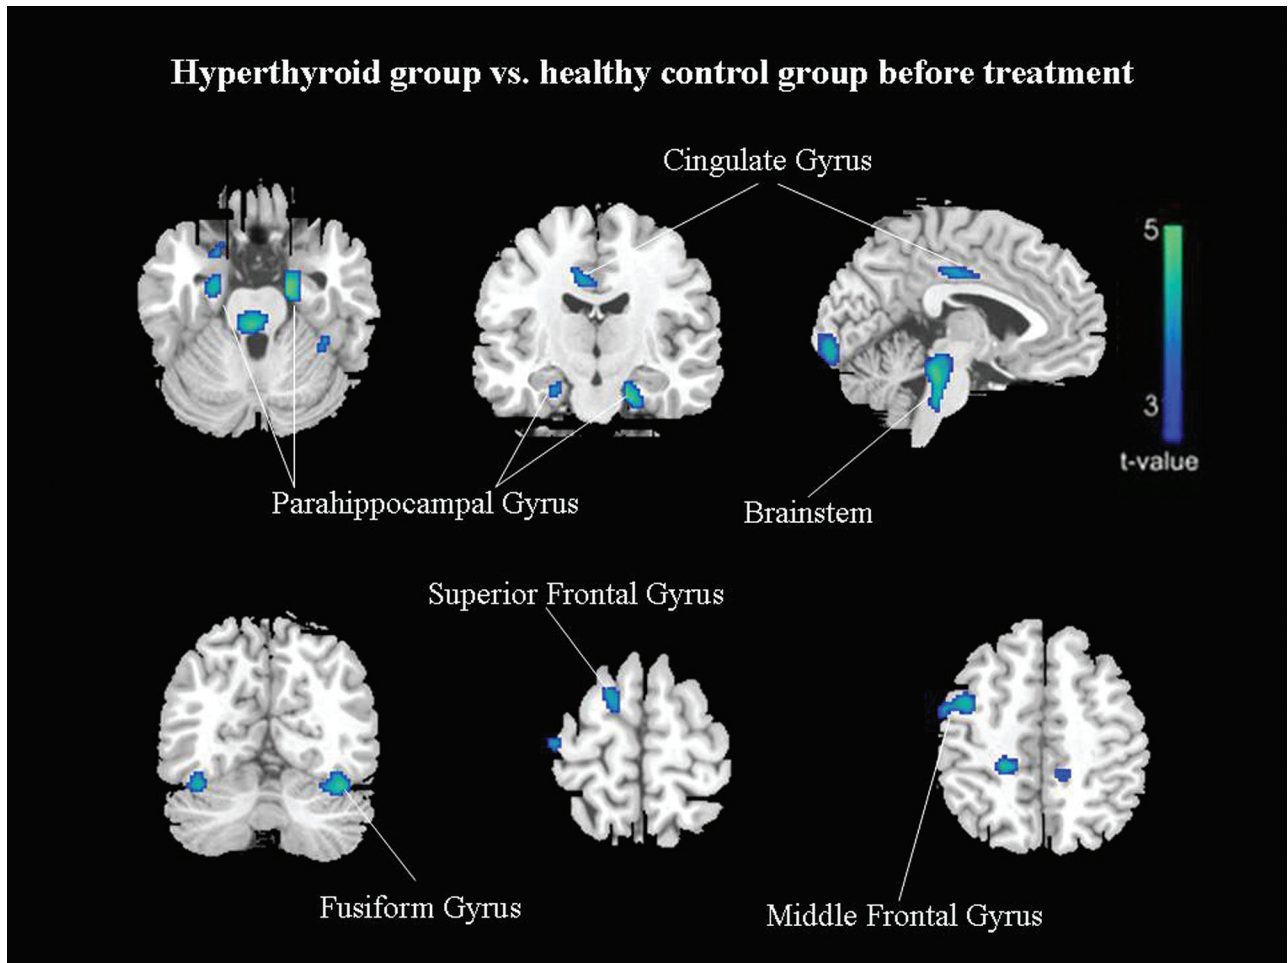 Hyperthyroid group vs. healthy control group before treatment
Cingulate Gyrus
5
3
t-value
Parahippocampal Gyrus
Brainstem
Superior Frontal Gyrus
Fusiform Gyrus
Middle Frontal Gyrus